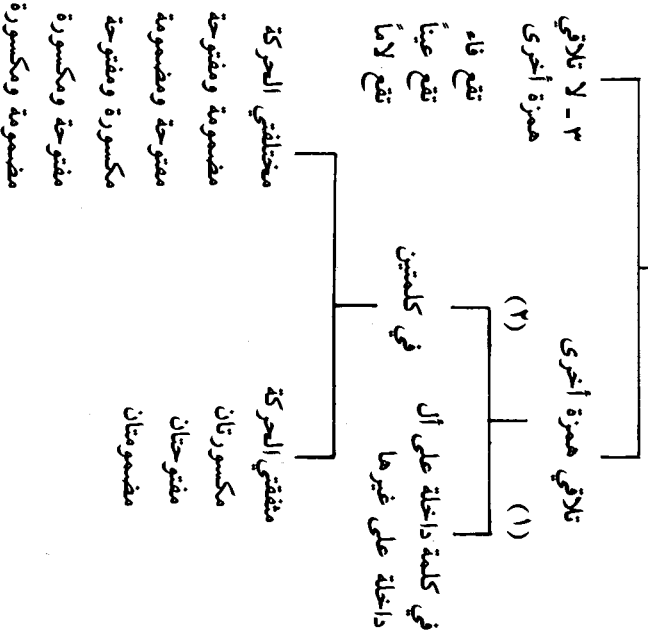 تلاقي همزة أخرى
٣ - لا تلاقي
همزة أخرى
(١)
(٢)
في كلمة داخلة على أل
داخلة على غيرها
في كلمتين
تقع فاء
تقع عيناً
تقع لاماً
متفقتي الحركة
مكسورتان
مفتوحتان
مضمومتان
مختلفتي الحركة
مضمومة ومفتوحة
مفتوحة ومضمومة
مكسورة ومفتوحة
مفتوحة ومكسورة
مضمومة ومكسورة